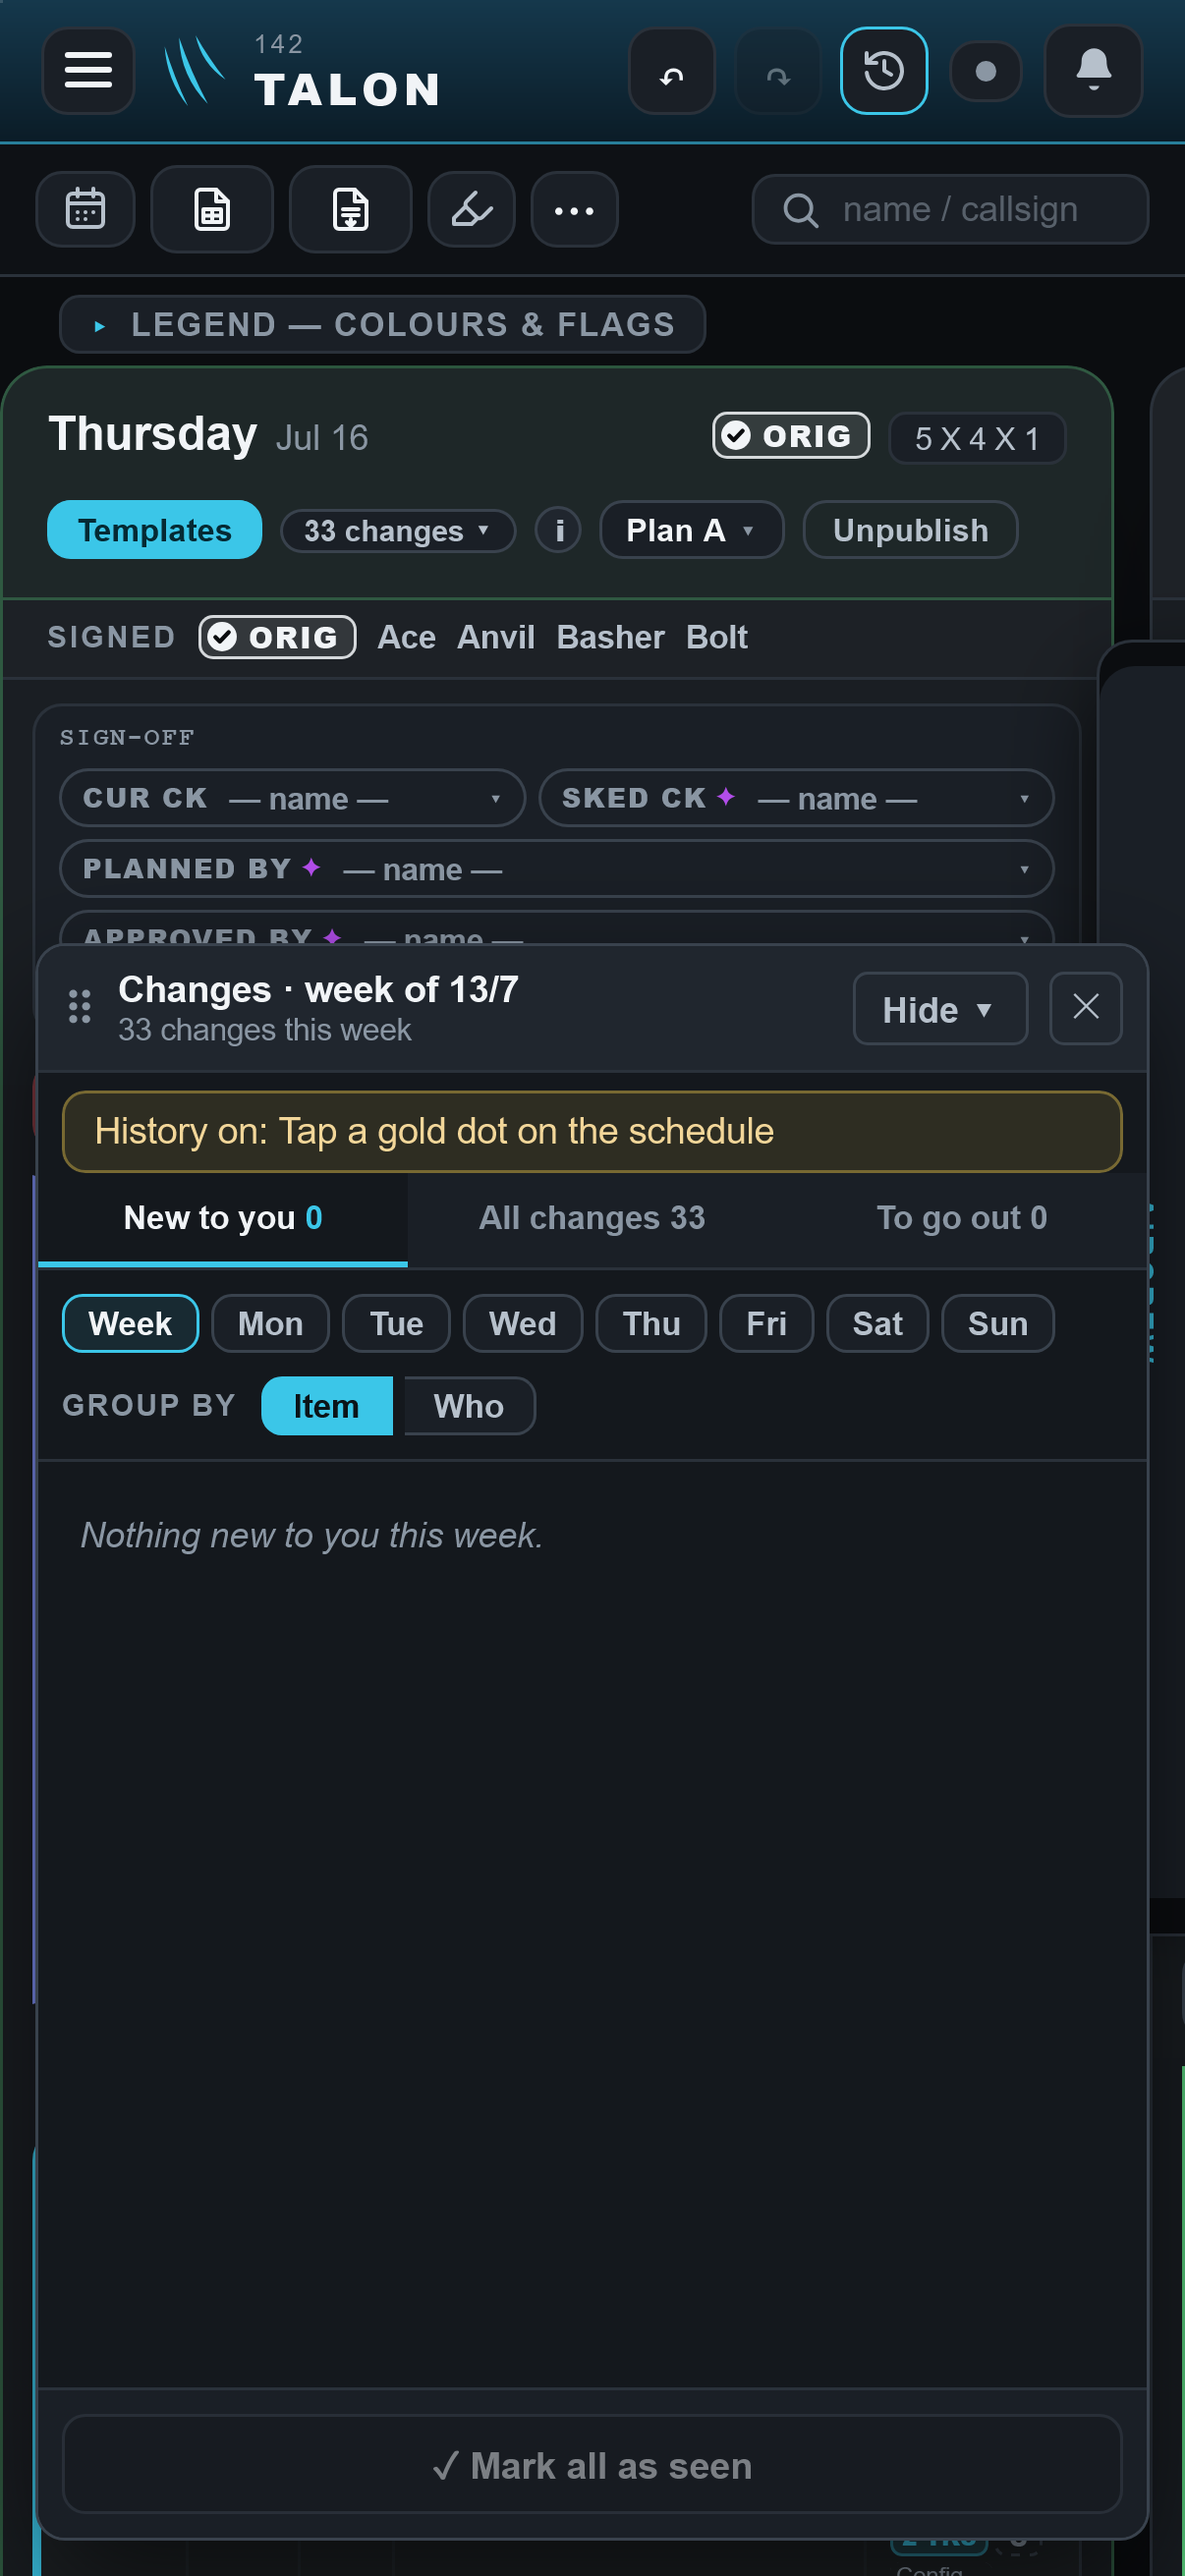 142
TALON
name / callsign
LEGEND — COLOURS & FLAGS
Thursday Jul 16 ORIG 5 X 4 X 1
Templates 33 changes ▾ i Plan A ▾ Unpublish
SIGNED ORIG Ace Anvil Basher Bolt
SIGN-OFF
CUR CK — name — SKED CK ✦ — name —
PLANNED BY ✦ — name —
APPROVED BY ✦ — name —
Changes · week of 13/7
33 changes this week
Hide ▾
History on: Tap a gold dot on the schedule
New to you 0 All changes 33 To go out 0
Week Mon Tue Wed Thu Fri Sat Sun
GROUP BY Item Who
Nothing new to you this week.
✓ Mark all as seen
Config